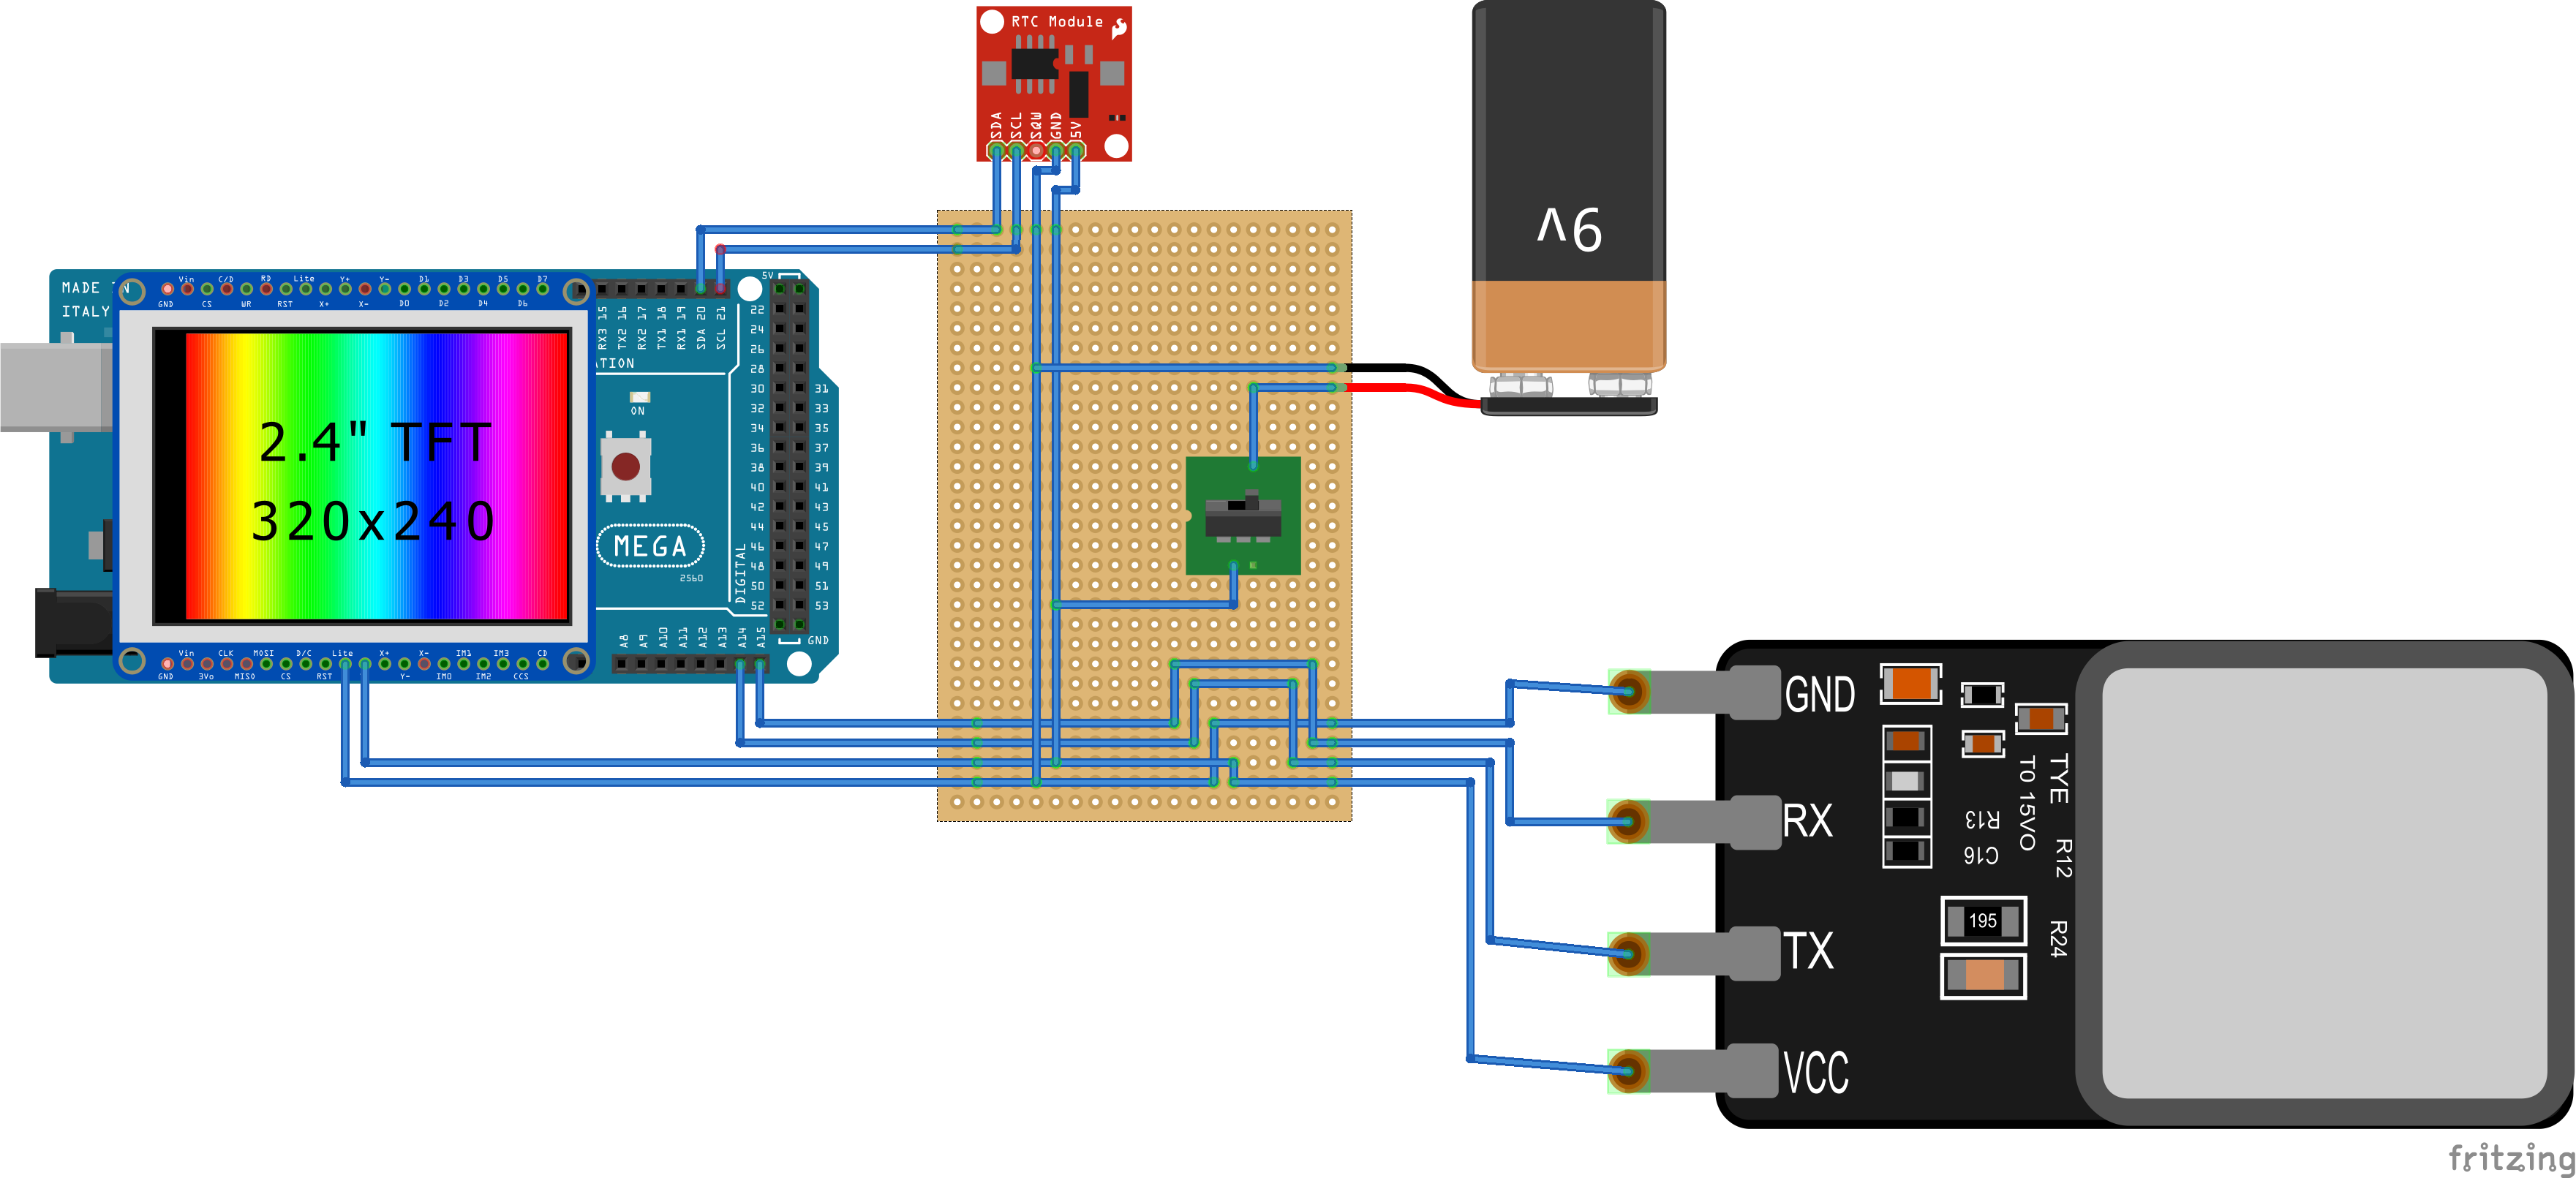 RTC Module
SDA
SCL
SQW
GND
5V
9V
MADE IN
ITALY
Vin C/D RD Lite Y+ Y- D1 D3 D5 D7
GND CS WR RST X+ X- D0 D2 D4 D6
2.4" TFT
320x240
RX3 15
TX2 16
RX2 17
TX1 18
RX1 19
SDA 20
SCL 21
ATION
ON
MEGA
2560
DIGITAL
5V
22
24
26
28
30 31
32 33
34 35
36 37
38 39
40 41
42 43
44 45
46 47
48 49
50 51
52 53
GND
A8
A9
A10
A11
A12
A13
A14
A15
Vin CLK MOSI D/C Lite X+ X- IM1 IM3 CD
GND 3Vo MISO CS RST Y- IM0 IM2 CCS
GND
RX
TX
VCC
TYE
TO 15VO
R13
C16
R12
195
R24
fritzing